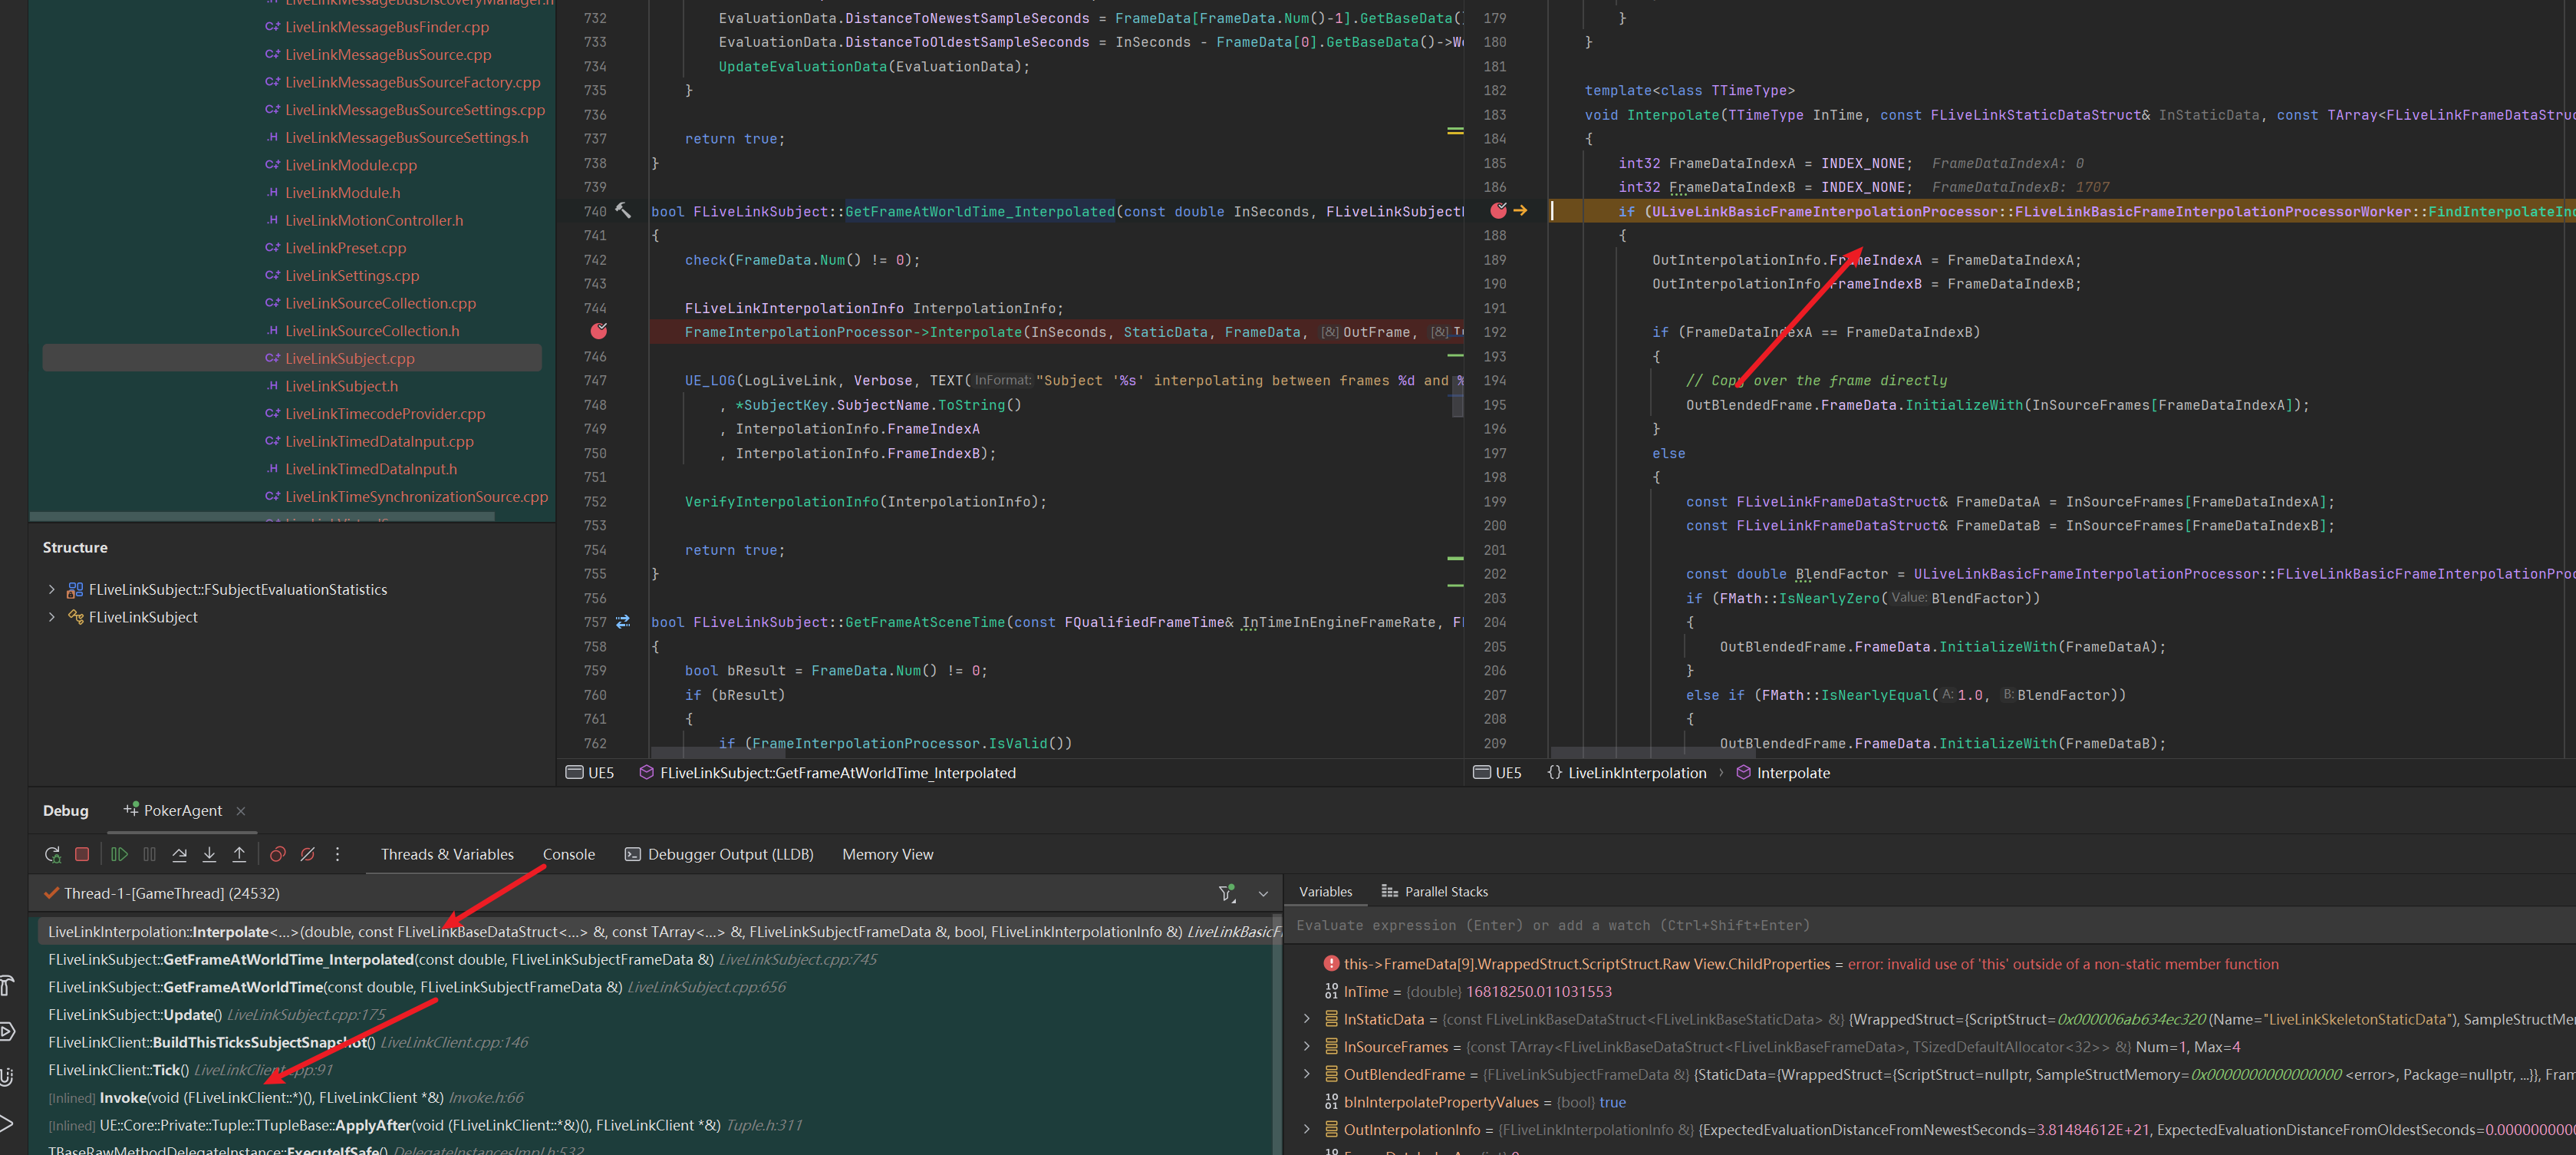 LiveLinkMessageBusDiscoveryManager.h
LiveLinkMessageBusFinder.cpp
LiveLinkMessageBusSource.cpp
LiveLinkMessageBusSourceFactory.cpp
LiveLinkMessageBusSourceSettings.cpp
LiveLinkMessageBusSourceSettings.h
LiveLinkModule.cpp
LiveLinkModule.h
LiveLinkMotionController.h
LiveLinkPreset.cpp
LiveLinkSettings.cpp
LiveLinkSourceCollection.cpp
LiveLinkSourceCollection.h
LiveLinkSubject.cpp
LiveLinkSubject.h
LiveLinkTimecodeProvider.cpp
LiveLinkTimedDataInput.cpp
LiveLinkTimedDataInput.h
LiveLinkTimeSynchronizationSource.cpp
Structure
FLiveLinkSubject::FSubjectEvaluationStatistics
FLiveLinkSubject
732 EvaluationData.DistanceToNewestSampleSeconds = FrameData[FrameData.Num()-1].GetBaseData()
733 EvaluationData.DistanceToOldestSampleSeconds = InSeconds - FrameData[0].GetBaseData()->Wo
734 UpdateEvaluationData(EvaluationData);
735 }
736
737 return true;
738 }
739
740 bool FLiveLinkSubject::GetFrameAtWorldTime_Interpolated(const double InSeconds, FLiveLinkSubjectF
741 {
742 check(FrameData.Num() != 0);
743
744 FLiveLinkInterpolationInfo InterpolationInfo;
FrameInterpolationProcessor->Interpolate(InSeconds, StaticData, FrameData, [&]OutFrame, [&]In
746
747 UE_LOG(LogLiveLink, Verbose, TEXT(InFormat:"Subject '%s' interpolating between frames %d and %
748 , *SubjectKey.SubjectName.ToString()
749 , InterpolationInfo.FrameIndexA
750 , InterpolationInfo.FrameIndexB);
751
752 VerifyInterpolationInfo(InterpolationInfo);
753
754 return true;
755 }
756
757 bool FLiveLinkSubject::GetFrameAtSceneTime(const FQualifiedFrameTime& InTimeInEngineFrameRate, Fl
758 {
759 bool bResult = FrameData.Num() != 0;
760 if (bResult)
761 {
762 if (FrameInterpolationProcessor.IsValid())
UE5 FLiveLinkSubject::GetFrameAtWorldTime_Interpolated
179 }
180 }
181
182 template<class TTimeType>
183 void Interpolate(TTimeType InTime, const FLiveLinkStaticDataStruct& InStaticData, const TArray<FLiveLinkFrameDataStruc
184 {
185 int32 FrameDataIndexA = INDEX_NONE; FrameDataIndexA: 0
186 int32 FrameDataIndexB = INDEX_NONE; FrameDataIndexB: 1707
if (ULiveLinkBasicFrameInterpolationProcessor::FLiveLinkBasicFrameInterpolationProcessorWorker::FindInterpolateInd
188 {
189 OutInterpolationInfo.FrameIndexA = FrameDataIndexA;
190 OutInterpolationInfo.FrameIndexB = FrameDataIndexB;
191
192 if (FrameDataIndexA == FrameDataIndexB)
193 {
194 // Copy over the frame directly
195 OutBlendedFrame.FrameData.InitializeWith(InSourceFrames[FrameDataIndexA]);
196 }
197 else
198 {
199 const FLiveLinkFrameDataStruct& FrameDataA = InSourceFrames[FrameDataIndexA];
200 const FLiveLinkFrameDataStruct& FrameDataB = InSourceFrames[FrameDataIndexB];
201
202 const double BlendFactor = ULiveLinkBasicFrameInterpolationProcessor::FLiveLinkBasicFrameInterpolationProc
203 if (FMath::IsNearlyZero(Value:BlendFactor))
204 {
205 OutBlendedFrame.FrameData.InitializeWith(FrameDataA);
206 }
207 else if (FMath::IsNearlyEqual(A:1.0, B:BlendFactor))
208 {
209 OutBlendedFrame.FrameData.InitializeWith(FrameDataB);
UE5 {} LiveLinkInterpolation › Interpolate
Debug PokerAgent ×
Threads & Variables Console Debugger Output (LLDB) Memory View
Thread-1-[GameThread] (24532)
LiveLinkInterpolation::Interpolate<...>(double, const FLiveLinkBaseDataStruct<...> &, const TArray<...> &, FLiveLinkSubjectFrameData &, bool, FLiveLinkInterpolationInfo &) LiveLinkBasicF
FLiveLinkSubject::GetFrameAtWorldTime_Interpolated(const double, FLiveLinkSubjectFrameData &) LiveLinkSubject.cpp:745
FLiveLinkSubject::GetFrameAtWorldTime(const double, FLiveLinkSubjectFrameData &) LiveLinkSubject.cpp:656
FLiveLinkSubject::Update() LiveLinkSubject.cpp:175
FLiveLinkClient::BuildThisTicksSubjectSnapshot() LiveLinkClient.cpp:146
FLiveLinkClient::Tick() LiveLinkClient.cpp:91
[Inlined] Invoke(void (FLiveLinkClient::*)(), FLiveLinkClient *&) Invoke.h:66
[Inlined] UE::Core::Private::Tuple::TTupleBase::ApplyAfter(void (FLiveLinkClient::*&)(), FLiveLinkClient *&) Tuple.h:311
TBaseRawMethodDelegateInstance::ExecuteIfSafe() DelegateInstancesImpl.h:532
Variables Parallel Stacks
Evaluate expression (Enter) or add a watch (Ctrl+Shift+Enter)
this->FrameData[9].WrappedStruct.ScriptStruct.Raw View.ChildProperties = error: invalid use of 'this' outside of a non-static member function
InTime = {double} 16818250.011031553
InStaticData = {const FLiveLinkBaseDataStruct<FLiveLinkBaseStaticData> &} {WrappedStruct={ScriptStruct=0x000006ab634ec320 (Name="LiveLinkSkeletonStaticData"), SampleStructMe
InSourceFrames = {const TArray<FLiveLinkBaseDataStruct<FLiveLinkBaseFrameData>, TSizedDefaultAllocator<32>> &} Num=1, Max=4
OutBlendedFrame = {FLiveLinkSubjectFrameData &} {StaticData={WrappedStruct={ScriptStruct=nullptr, SampleStructMemory=0x0000000000000000 <error>, Package=nullptr, ...}}, Fram
bInInterpolatePropertyValues = {bool} true
OutInterpolationInfo = {FLiveLinkInterpolationInfo &} {ExpectedEvaluationDistanceFromNewestSeconds=3.81484612E+21, ExpectedEvaluationDistanceFromOldestSeconds=0.0000000000